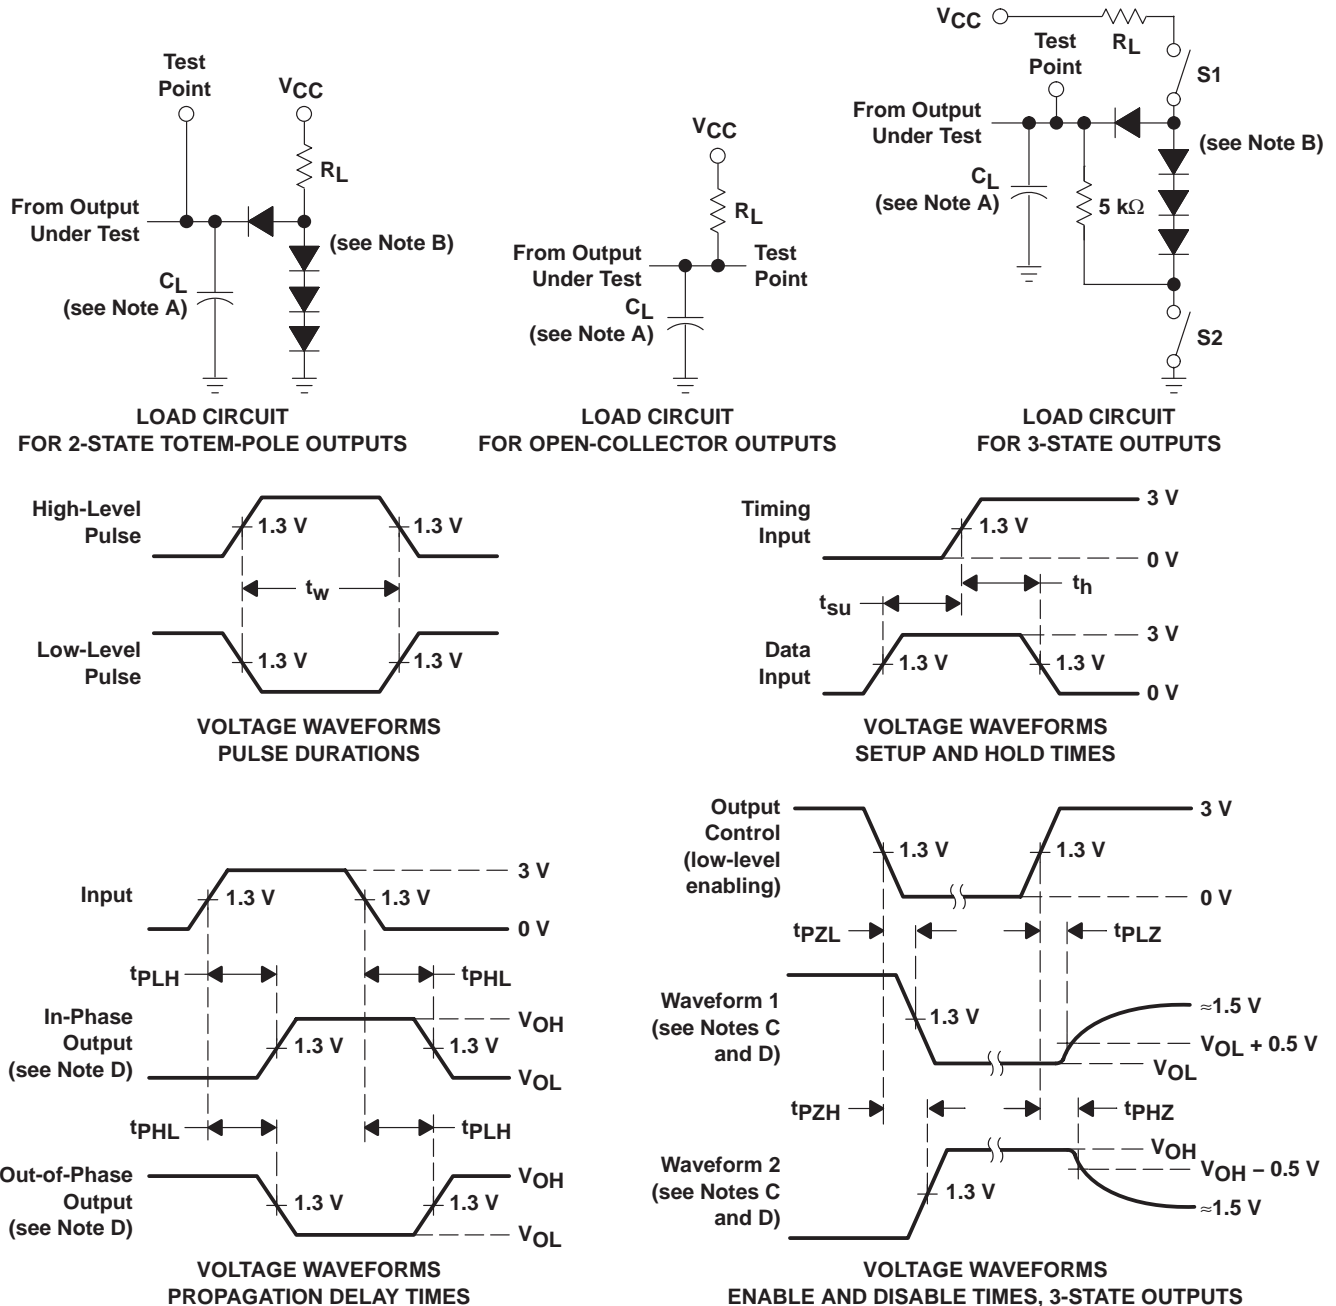 Test
Point
VCC
RL
From Output
Under Test
(see Note B)
CL
(see Note A)
LOAD CIRCUIT
FOR 2-STATE TOTEM-POLE OUTPUTS
VCC
RL
From Output
Under Test
Test
Point
CL
(see Note A)
LOAD CIRCUIT
FOR OPEN-COLLECTOR OUTPUTS
VCC
RL
Test
Point
S1
From Output
Under Test
(see Note B)
CL
(see Note A)
5 kΩ
S2
LOAD CIRCUIT
FOR 3-STATE OUTPUTS
High-Level
Pulse
1.3 V
1.3 V
tw
Low-Level
Pulse
1.3 V
1.3 V
VOLTAGE WAVEFORMS
PULSE DURATIONS
Timing
Input
3 V
1.3 V
0 V
th
tsu
3 V
Data
Input
1.3 V
1.3 V
0 V
VOLTAGE WAVEFORMS
SETUP AND HOLD TIMES
3 V
Input
1.3 V
1.3 V
0 V
tPLH
tPHL
In-Phase
Output
(see Note D)
VOH
1.3 V
1.3 V
VOL
tPHL
tPLH
Out-of-Phase
Output
(see Note D)
VOH
1.3 V
1.3 V
VOL
VOLTAGE WAVEFORMS
PROPAGATION DELAY TIMES
Output
Control
(low-level
enabling)
3 V
1.3 V
1.3 V
0 V
tPZL
tPLZ
Waveform 1
(see Notes C
and D)
1.3 V
≈1.5 V
VOL + 0.5 V
VOL
tPZH
tPHZ
Waveform 2
(see Notes C
and D)
1.3 V
VOH
VOH – 0.5 V
≈1.5 V
VOLTAGE WAVEFORMS
ENABLE AND DISABLE TIMES, 3-STATE OUTPUTS